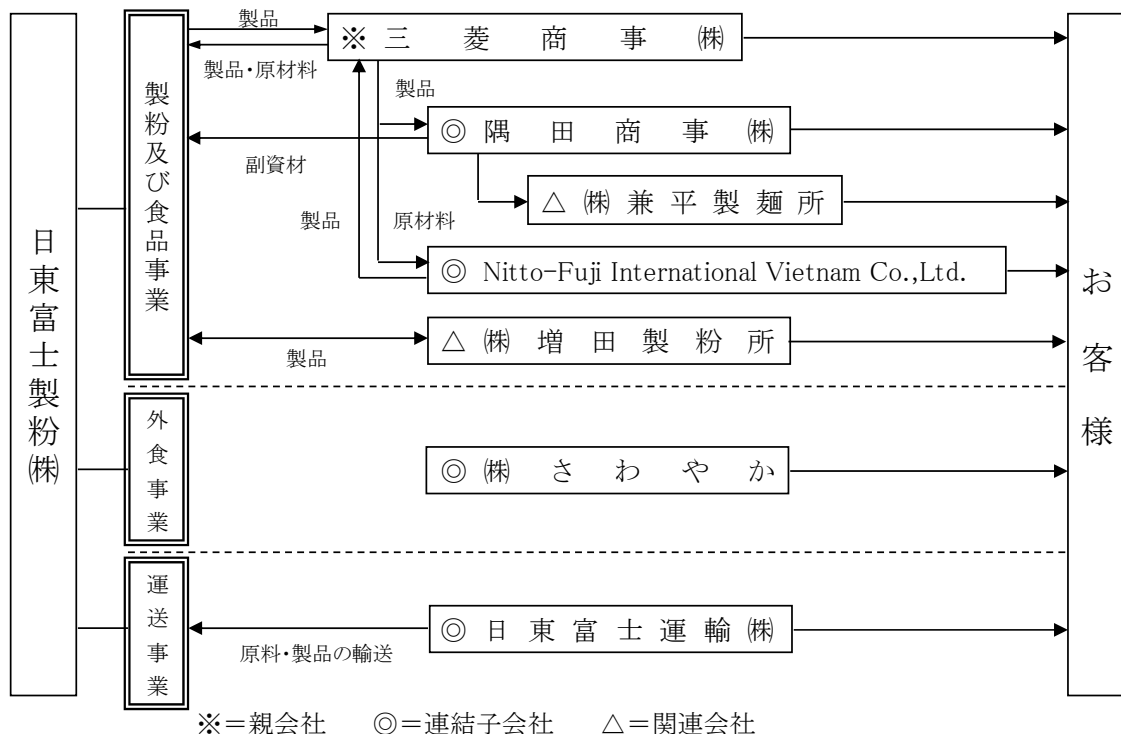 日東富士製粉㈱
製粉及び食品事業
製品
製品・原材料
※三菱商事㈱
製品
◎隅田商事㈱
副資材
△㈱兼平製麺所
製品
原材料
◎ Nitto-Fuji International Vietnam Co.,Ltd.
△㈱増田製粉所
製品
外食事業
◎㈱さわやか
運送事業
◎日東富士運輸㈱
原料・製品の輸送
お客様
※=親会社 ◎=連結子会社 △=関連会社